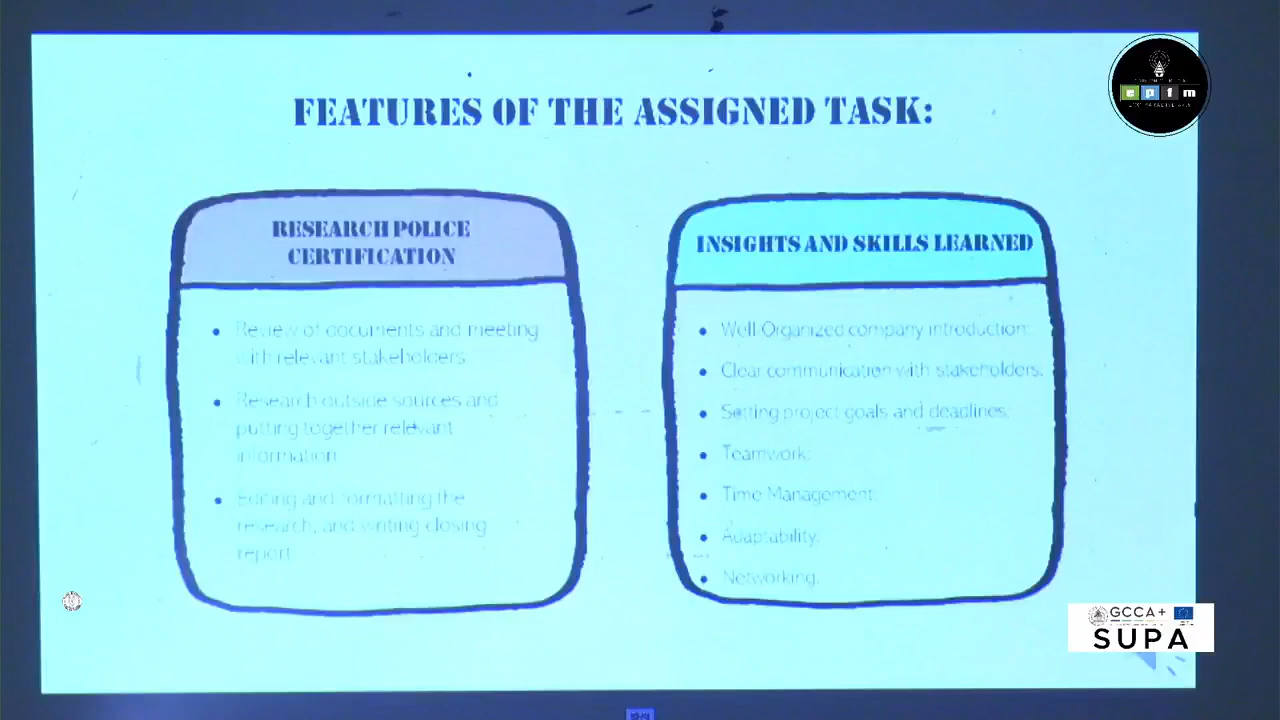 FEATURES OF THE ASSIGNED TASK:
RESEARCH POLICE
CERTIFICATION
• Review of documents and meeting
with relevant stakeholders
• Research outside sources and
putting together relevant
information
• Editing and formatting the
research, and writing closing
report
INSIGHTS AND SKILLS LEARNED
• Well-Organized company introduction;
• Clear communication with stakeholders;
• Setting project goals and deadlines;
• Teamwork;
• Time Management;
• Adaptability;
• Networking.
epfm
GCCA+
SUPA